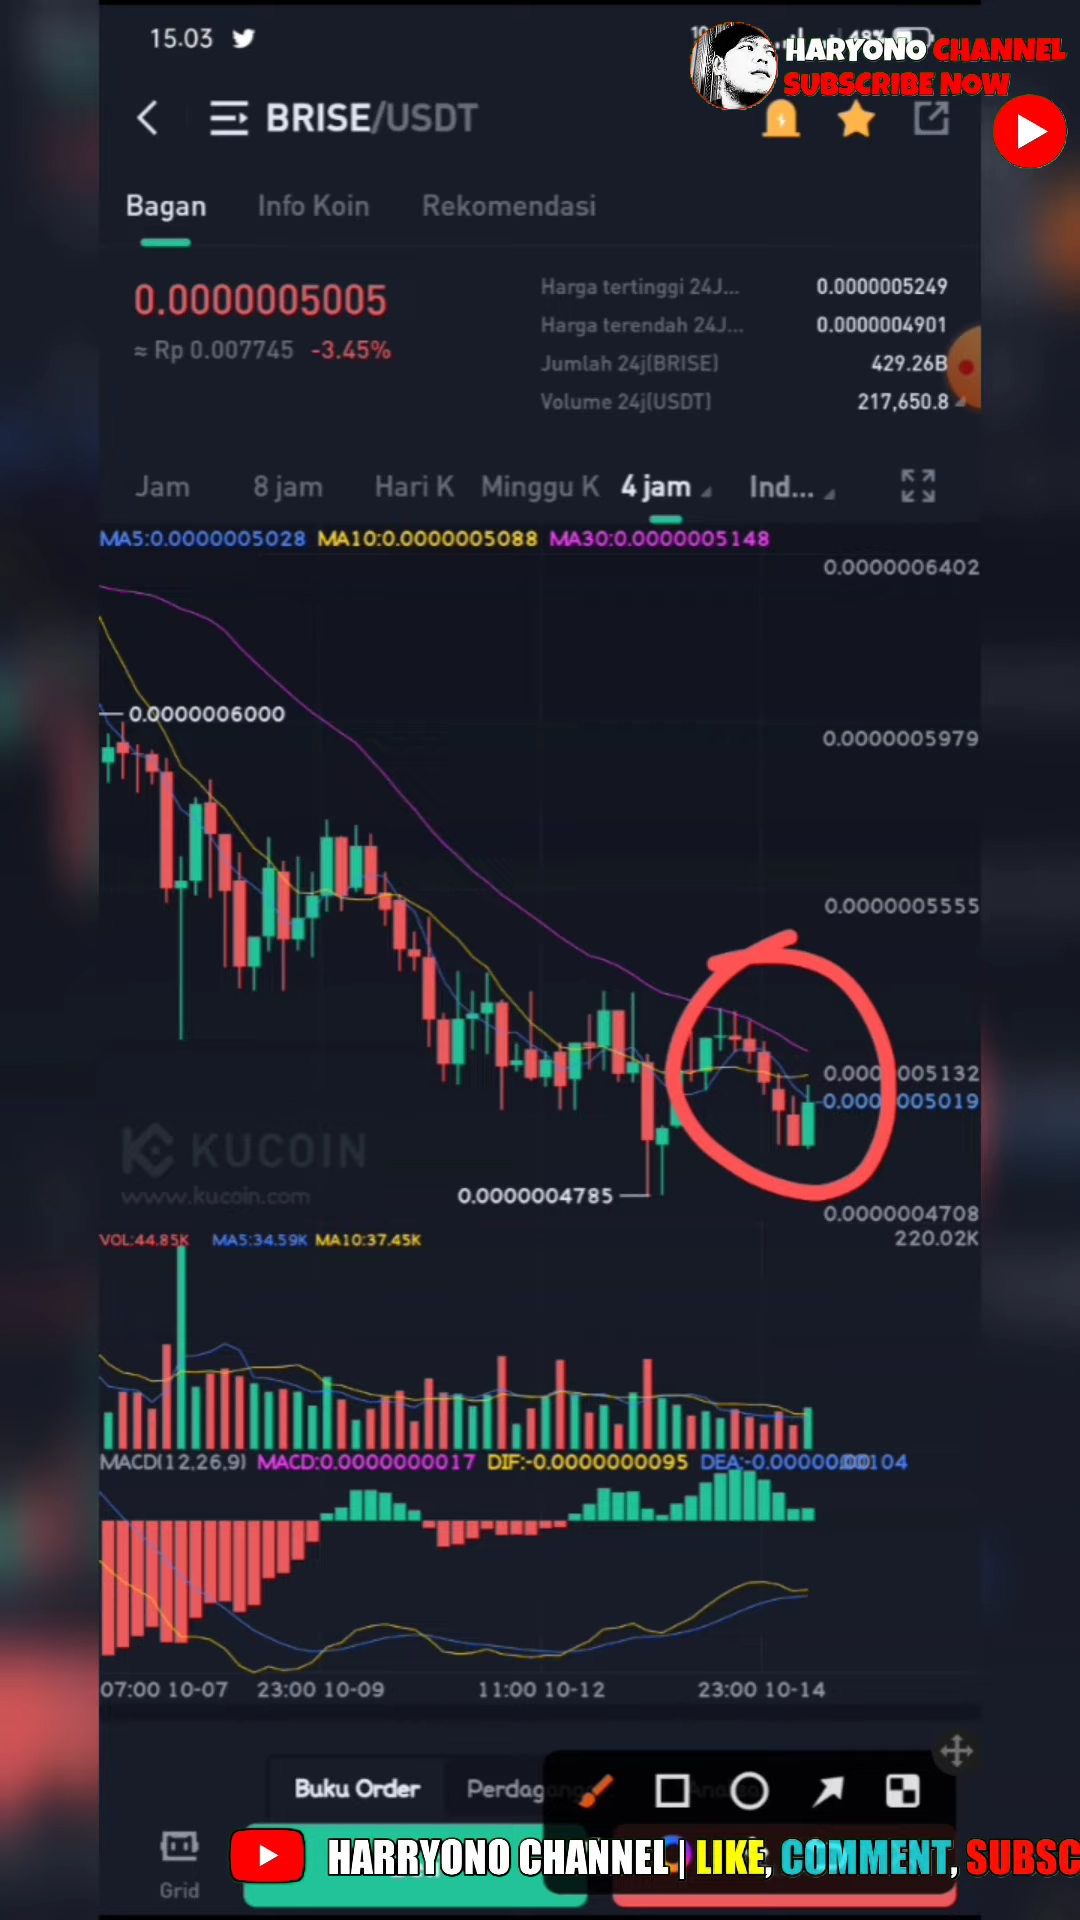 15.03
HARYONO CHANNEL
SUBSCRIBE NOW
BRISE/USDT
Bagan Info Koin Rekomendasi
0.0000005005
≈ Rp 0.007745 -3.45%
Harga tertinggi 24J... 0.0000005249
Harga terendah 24J... 0.0000004901
Jumlah 24j(BRISE) 429.26B
Volume 24j(USDT) 217,650.8
Jam 8 jam Hari K Minggu K 4 jam Ind...
MA5:0.0000005028 MA10:0.0000005088 MA30:0.0000005148
0.0000006402
0.0000006000
0.0000005979
0.0000005555
0.0000005132
0.0000005019
KUCOIN
www.kucoin.com
0.0000004785
0.0000004708
VOL:44.85K MA5:34.59K MA10:37.45K 220.02K
MACD(12,26,9) MACD:0.0000000017 DIF:-0.0000000095
07:00 10-07 23:00 10-09 11:00 10-12 23:00 10-14
Buku Order
Grid
HARRYONO CHANNEL | LIKE, COMMENT, SUBSC